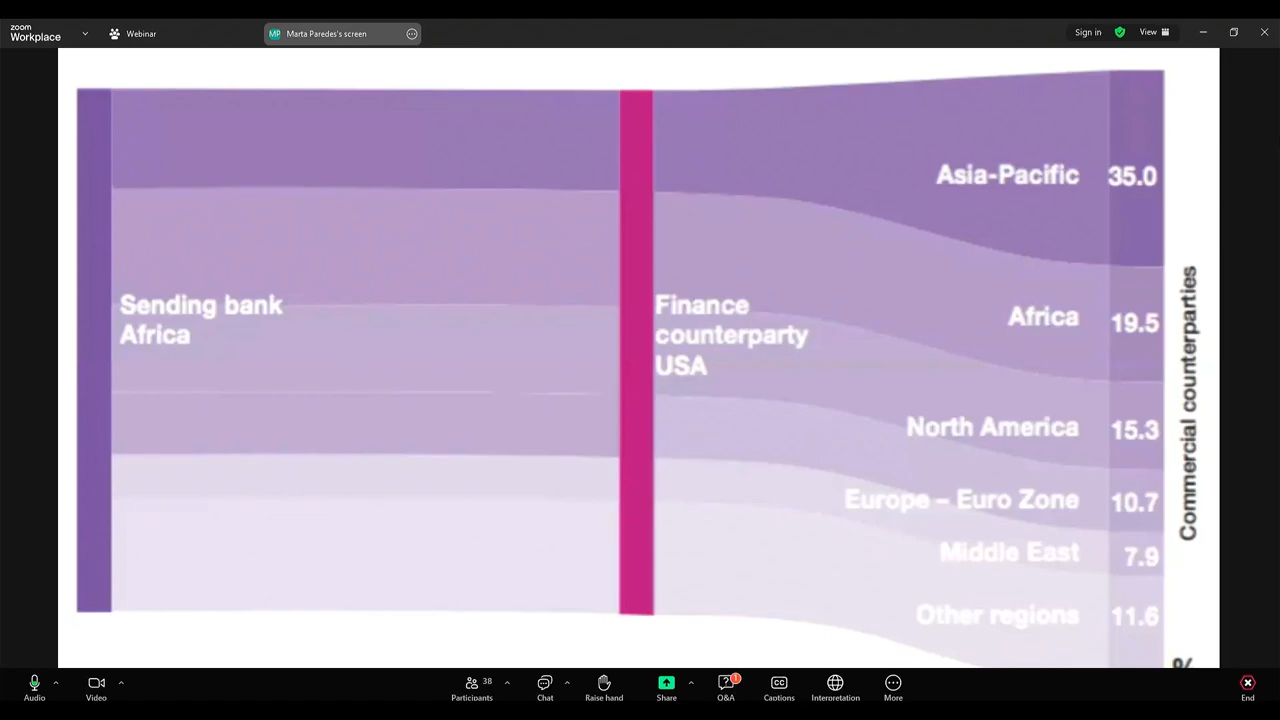 zoom
Workplace
Webinar
MP Marta Paredes's screen
Sign in
View
Asia-Pacific 35.0
Sending bank
Africa
Finance
counterparty
USA
Africa 19.5
North America 15.3
Europe – Euro Zone 10.7
Middle East 7.9
Other regions 11.6
Commercial counterparties
%
Audio
Video
Participants 38
Chat
Raise hand
Share
Q&A 1
Captions
Interpretation
More
End